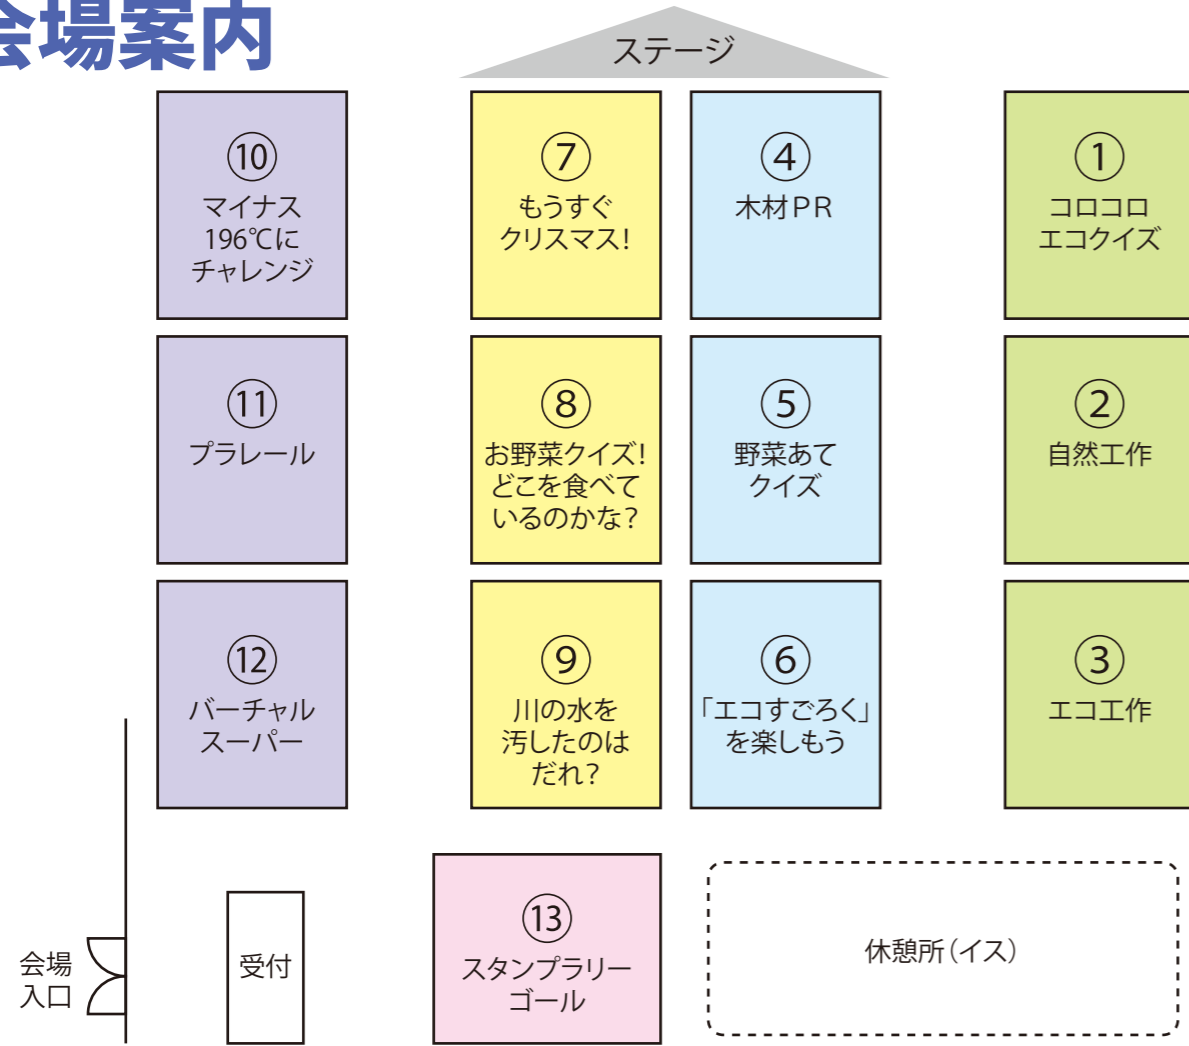 会場案内
ステージ
⑩
マイナス
196℃に
チャレンジ
⑦
もうすぐ
クリスマス!
④
木材PR
①
コロコロ
エコクイズ
⑪
プラレール
⑧
お野菜クイズ!
どこを食べて
いるのかな?
⑤
野菜あて
クイズ
②
自然工作
⑫
バーチャル
スーパー
⑨
川の水を
汚したのは
だれ?
⑥
「エコすごろく」
を楽しもう
③
エコ工作
会場
入口
受付
⑬
スタンプラリー
ゴール
休憩所(イス)